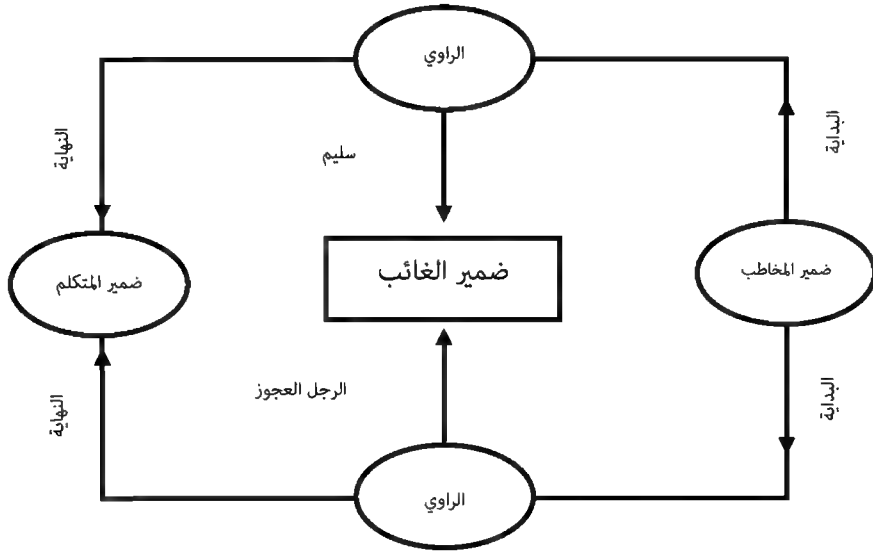 الراوي
البداية
النهاية
سليم
ضمير المخاطب
ضمير الغائب
ضمير المتكلم
البداية
الرجل العجوز
النهاية
الراوي